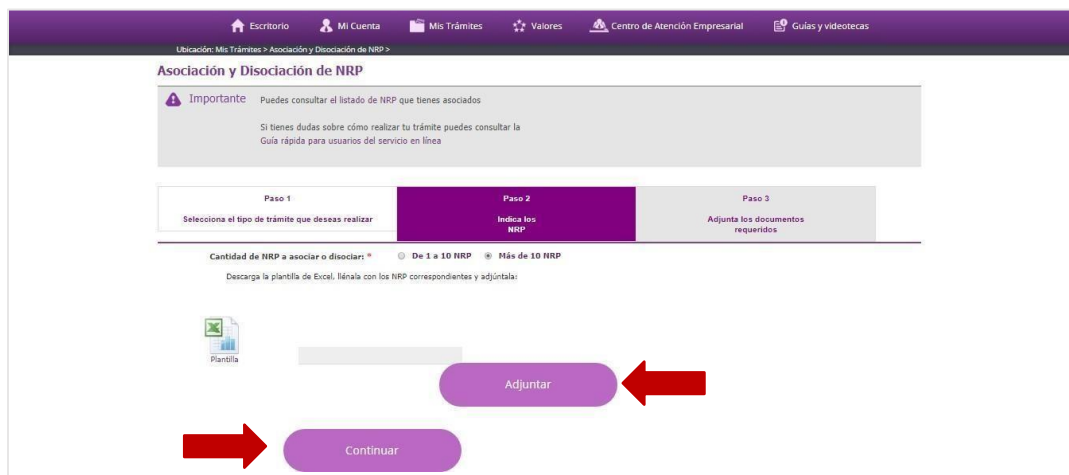 Escritorio Mi Cuenta Mis Trámites Valores Centro de Atención Empresarial Guías y videotecas
Ubicación: Mis Trámites > Asociación y Disociación de NRP >
Asociación y Disociación de NRP
Importante Puedes consultar el listado de NRP que tienes asociados
Si tienes dudas sobre cómo realizar tu trámite puedes consultar la
Guía rápida para usuarios del servicio en línea
Paso 1
Selecciona el tipo de trámite que deseas realizar
Paso 2
Indica los
NRP
Paso 3
Adjunta los documentos
requeridos
Cantidad de NRP a asociar o disociar: * De 1 a 10 NRP Más de 10 NRP
Descarga la plantilla de Excel, llénala con los NRP correspondientes y adjúntala:
Plantilla
Adjuntar
Continuar